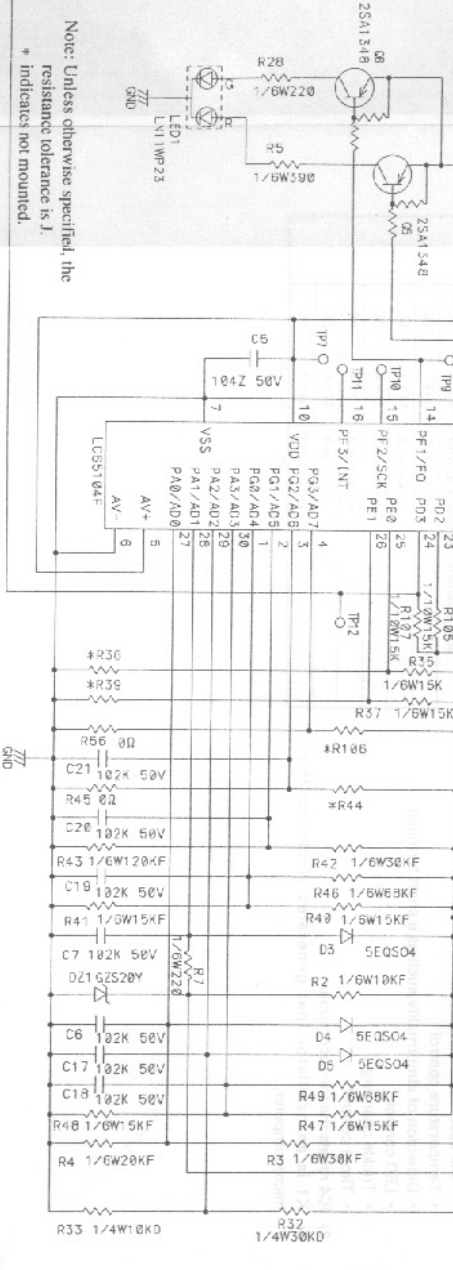 2SA1348
Q6
R28
1/6W220
LED1
LN11WP23
GND
R5
1/6W390
2SA1348
Q5
Note: Unless otherwise specified, the
resistance tolerance is J.
* indicates not mounted.
C5
104Z 50V
TP7
TP11
TP10
TP9
7
10
16
15
14
VSS
VDD
PF3/INT
PF2/SCK
PF1/FO
PD3
PD2
PE0
PE1
LC65104F
AV-
AV+
PA0/AD0
PA1/AD1
PA2/AD2
PA3/AD3
PG0/AD4
PG1/AD5
PG2/AD6
PG3/AD7
6
5
27
28
29
30
1
2
3
4
26
25
24
23
TP12
R107
1/10W15K
R105
1/10W15K
*R36
R35
1/6W15K
*R39
R37 1/6W15K
R56 0Ω
*R106
C21 102K 50V
GND
R45 0Ω
*R44
C20 102K 50V
R43 1/6W120KF
R42 1/6W30KF
C19 102K 50V
R46 1/6W68KF
R41 1/6W15KF
R40 1/6W15KF
C7 102K 50V
R7
1/6W220
D3
5EQS04
DZ1 GZS20Y
R2 1/6W10KF
C6 102K 50V
D4 5EQS04
C17 102K 50V
D5 5EQS04
C18 102K 50V
R49 1/6W68KF
R48 1/6W15KF
R47 1/6W15KF
R4 1/6W20KF
R3 1/6W30KF
R33 1/4W10KD
R32
1/4W30KD